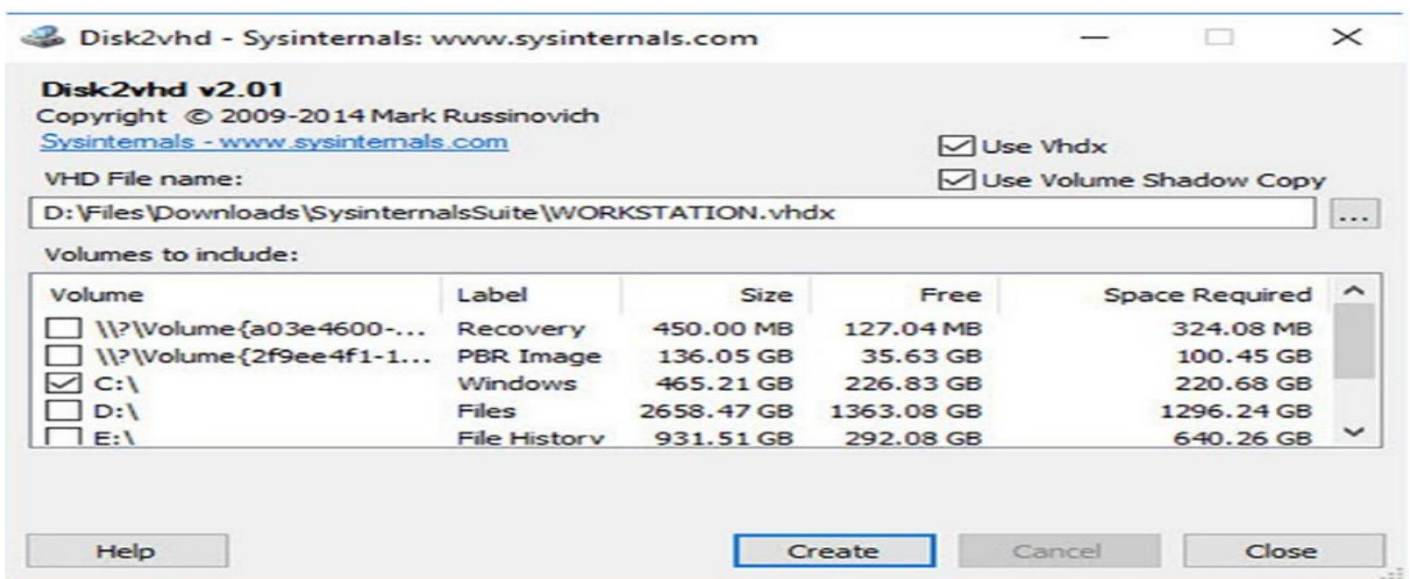 Disk2vhd - Sysinternals: www.sysinternals.com
Disk2vhd v2.01
Copyright © 2009-2014 Mark Russinovich
Sysinternals - www.sysinternals.com
Use Vhdx
VHD File name:
Use Volume Shadow Copy
D:\Files\Downloads\SysinternalsSuite\WORKSTATION.vhdx
...
Volumes to include:
Volume Label Size Free Space Required
\\?\Volume{a03e4600-... Recovery 450.00 MB 127.04 MB 324.08 MB
\\?\Volume{2f9ee4f1-1... PBR Image 136.05 GB 35.63 GB 100.45 GB
C:\ Windows 465.21 GB 226.83 GB 220.68 GB
D:\ Files 2658.47 GB 1363.08 GB 1296.24 GB
E:\ File History 931.51 GB 292.08 GB 640.26 GB
Help Create Cancel Close